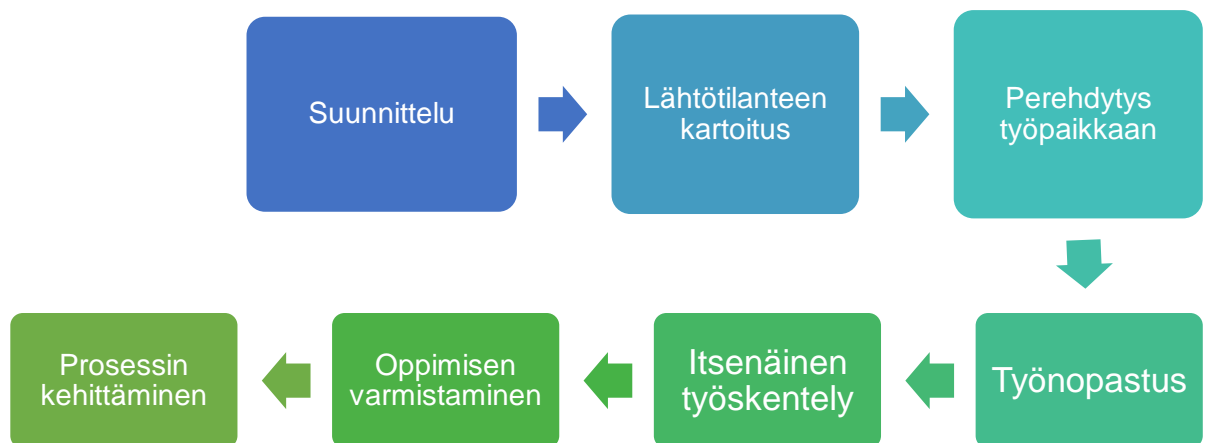 Suunnittelu
Lähtötilanteen
kartoitus
Perehdytys
työpaikkaan
Työnopastus
Itsenäinen
työskentely
Oppimisen
varmistaminen
Prosessin
kehittäminen